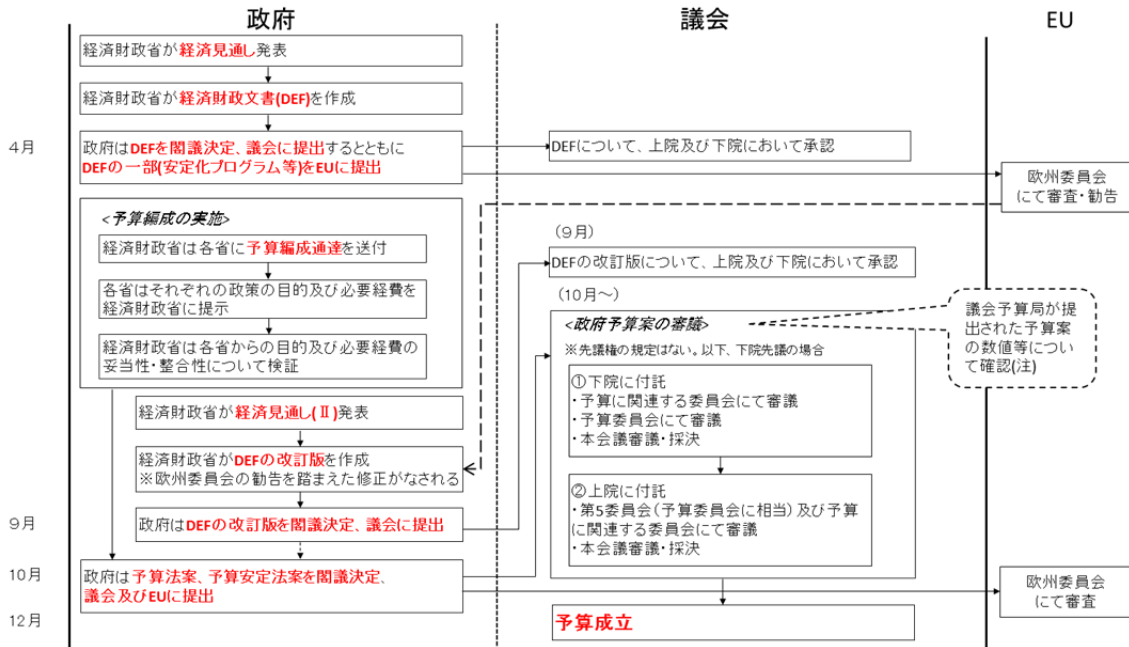 政府
議会
EU
経済財政省が経済見通し発表
経済財政省が経済財政文書(DEF)を作成
4月
政府はDEFを閣議決定、議会に提出するとともに
DEFの一部(安定化プログラム等)をEUに提出
DEFについて、上院及び下院において承認
欧州委員会
にて審査・勧告
<予算編成の実施>
経済財政省は各省に予算編成通達を送付
各省はそれぞれの政策の目的及び必要経費を
経済財政省に提示
経済財政省は各省からの目的及び必要経費の
妥当性・整合性について検証
(9月)
DEFの改訂版について、上院及び下院において承認
(10月～)
<政府予算案の審議>
※先議権の規定はない。以下、下院先議の場合
議会予算局が提
出された予算案
の数値等につい
て確認(注)
①下院に付託
・予算に関連する委員会にて審議
・予算委員会にて審議
・本会議審議・採決
経済財政省が経済見通し(Ⅱ)発表
経済財政省がDEFの改訂版を作成
※欧州委員会の勧告を踏まえた修正がなされる
②上院に付託
・第5委員会(予算委員会に相当)及び予算
に関連する委員会にて審議
・本会議審議・採決
9月
政府はDEFの改訂版を閣議決定、議会に提出
10月
政府は予算法案、予算安定法案を閣議決定、
議会及びEUに提出
欧州委員会
にて審査
12月
予算成立